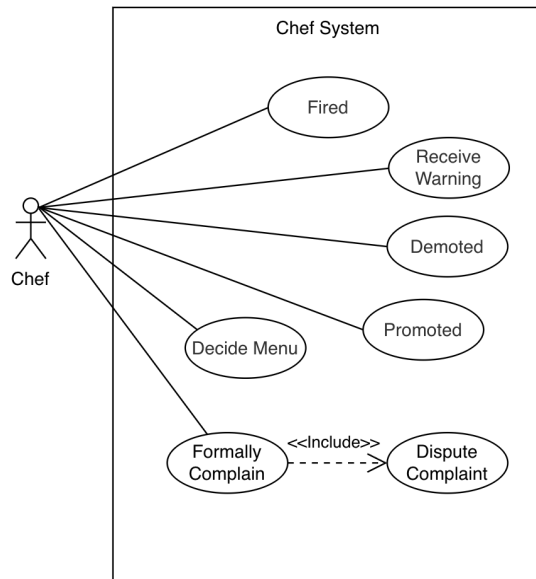 Chef System
Fired
Receive
Warning
Demoted
Chef
Promoted
Decide Menu
<<Include>>
Formally
Complain
Dispute
Complaint